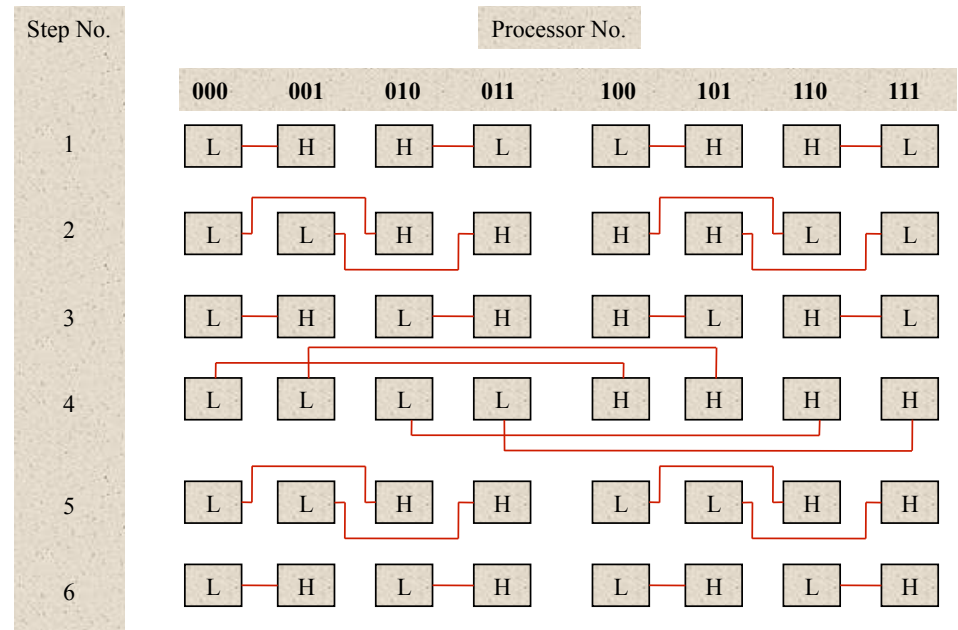 Step No. Processor No.
000 001 010 011 100 101 110 111
1 L H H L L H H L
2 L L H H H H L L
3 L H L H H L H L
4 L L L L H H H H
5 L L H H L L H H
6 L H L H L H L H